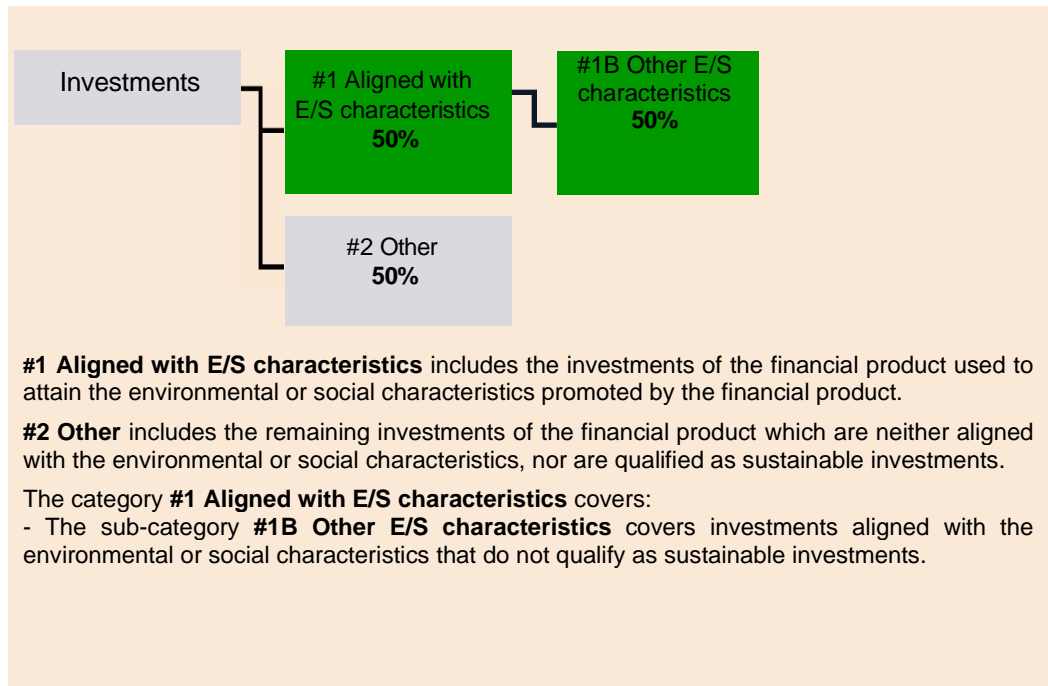 Investments
#1 Aligned with
E/S characteristics
50%
#1B Other E/S
characteristics
50%
#2 Other
50%
#1 Aligned with E/S characteristics includes the investments of the financial product used to
attain the environmental or social characteristics promoted by the financial product.
#2 Other includes the remaining investments of the financial product which are neither aligned
with the environmental or social characteristics, nor are qualified as sustainable investments.
The category #1 Aligned with E/S characteristics covers:
- The sub-category #1B Other E/S characteristics covers investments aligned with the
environmental or social characteristics that do not qualify as sustainable investments.